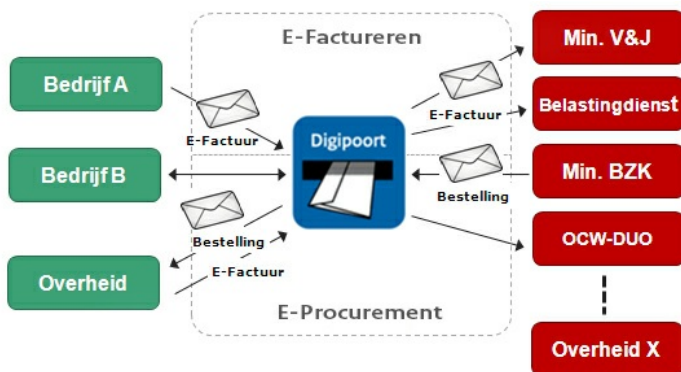 E-Factureren
Bedrijf A
E-Factuur
Bedrijf B
Bestelling
E-Factuur
Overheid
Digipoort
E-Factuur
Bestelling
E-Procurement
Min. V&J
Belastingdienst
Min. BZK
OCW-DUO
Overheid X